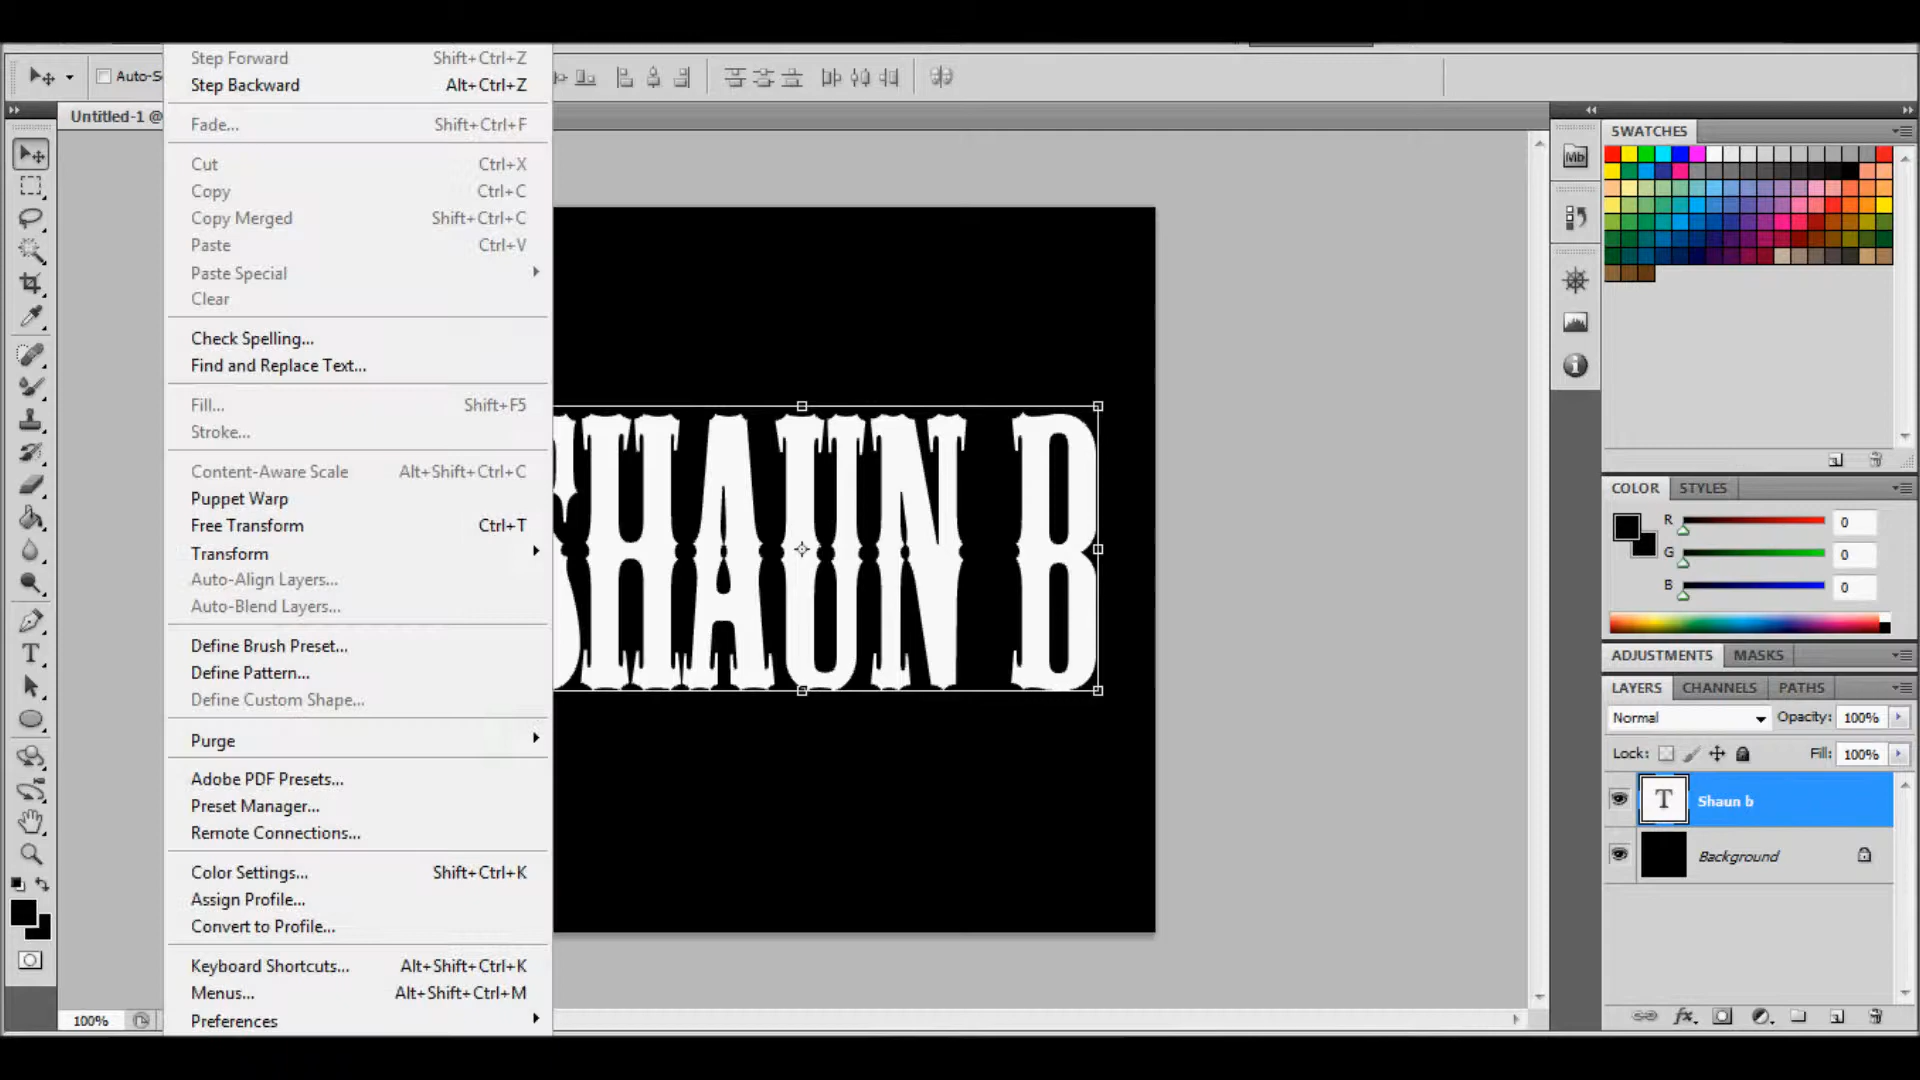 Step Forward Shift+Ctrl+Z
Step Backward Alt+Ctrl+Z
Auto-S
Untitled-1 @
Fade... Shift+Ctrl+F
Cut Ctrl+X
Copy Ctrl+C
Copy Merged Shift+Ctrl+C
Paste Ctrl+V
Paste Special
Clear
Check Spelling...
Find and Replace Text...
Fill... Shift+F5
Stroke...
Content-Aware Scale Alt+Shift+Ctrl+C
Puppet Warp
Free Transform Ctrl+T
Transform
Auto-Align Layers...
Auto-Blend Layers...
Define Brush Preset...
Define Pattern...
Define Custom Shape...
Purge
Adobe PDF Presets...
Preset Manager...
Remote Connections...
Color Settings... Shift+Ctrl+K
Assign Profile...
Convert to Profile...
Keyboard Shortcuts... Alt+Shift+Ctrl+K
Menus... Alt+Shift+Ctrl+M
Preferences
100%
SHAUN B
Mb
SWATCHES
COLOR STYLES
R 0
G 0
B 0
ADJUSTMENTS MASKS
LAYERS CHANNELS PATHS
Normal Opacity: 100%
Lock: Fill: 100%
T Shaun b
Background
fx
T